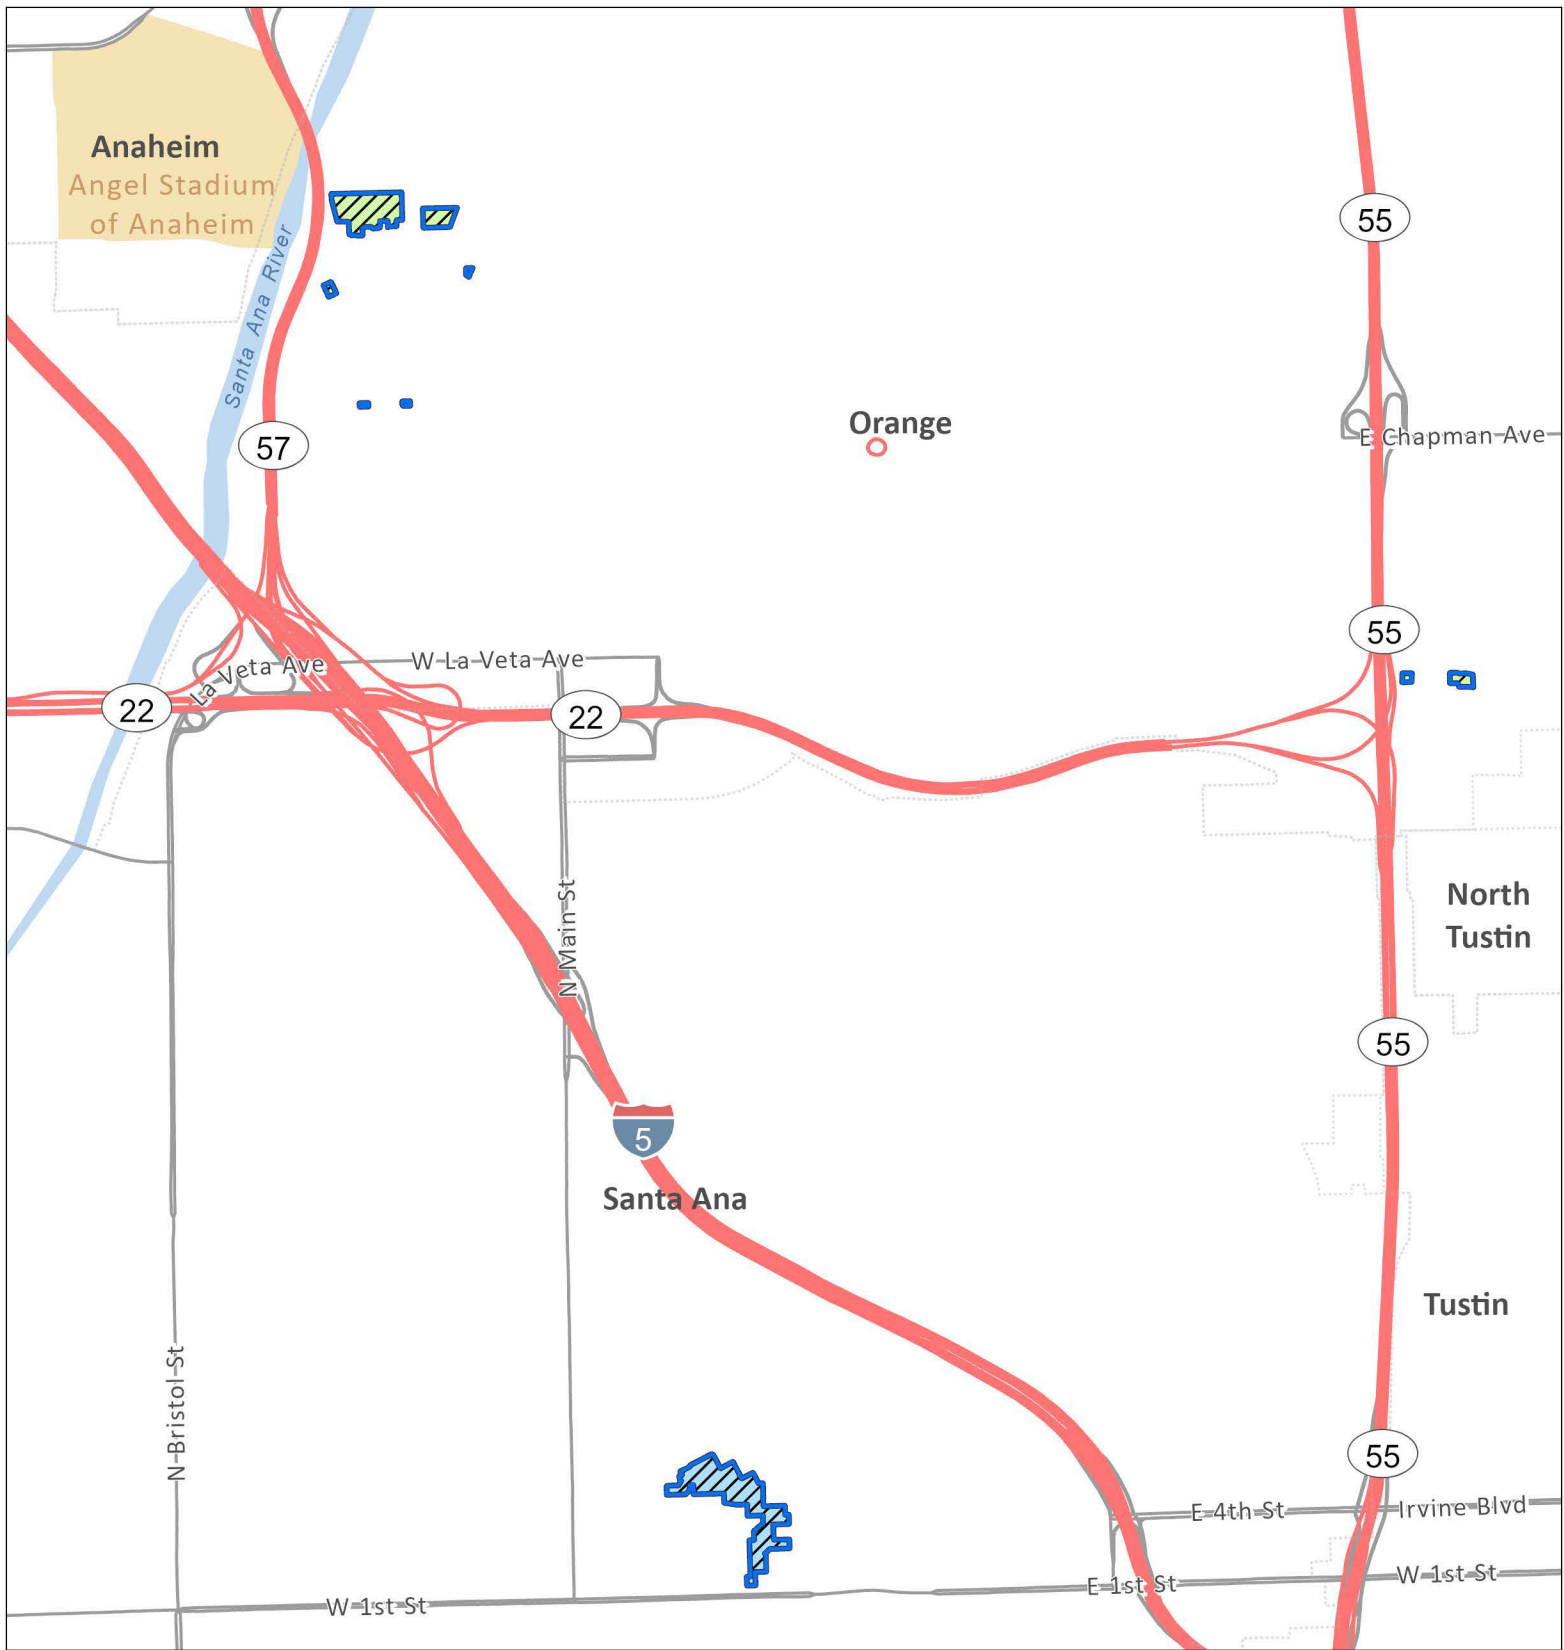 Anaheim
Angel Stadium
of Anaheim
Santa Ana River
55
57
Orange
E Chapman Ave
55
W La Veta Ave
La Veta Ave
22
22
North
Tustin
N Main St
55
5
Santa Ana
Tustin
N Bristol St
55
E 4th St
Irvine Blvd
E 1st St
W 1st St
W 1st St